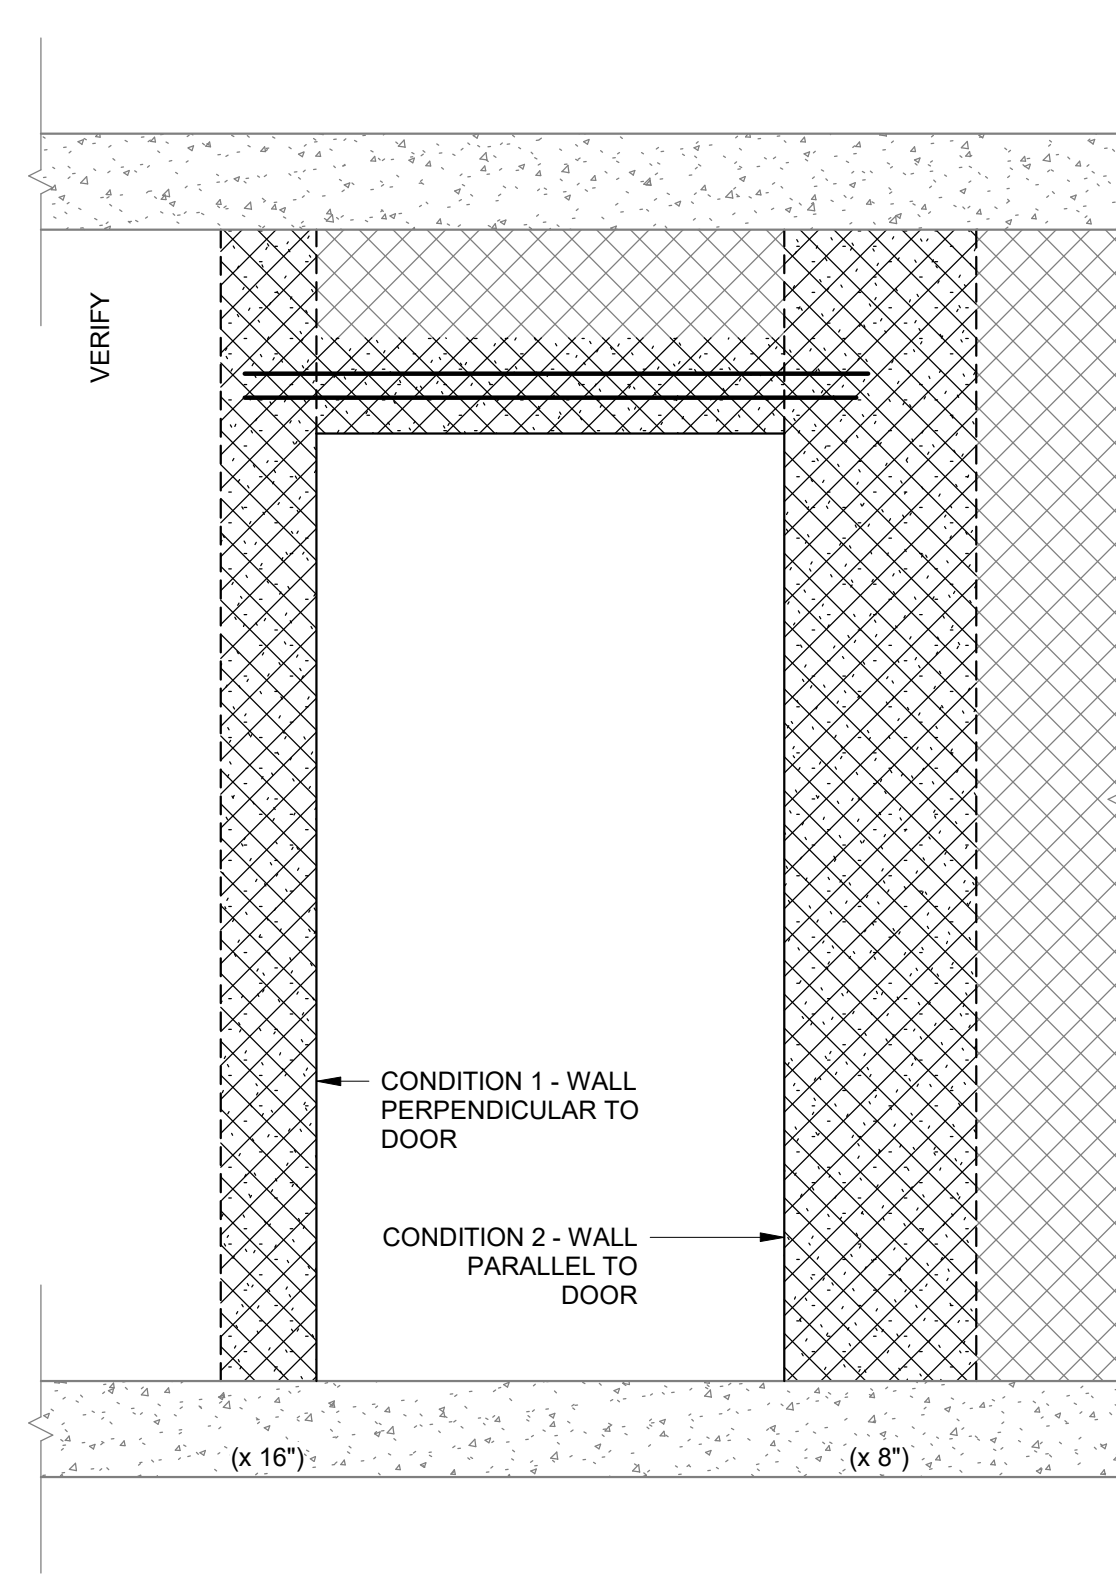 VERIFY
CONDITION 1 - WALL
PERPENDICULAR TO
DOOR
CONDITION 2 - WALL
PARALLEL TO
DOOR
(x 16")
(x 8")